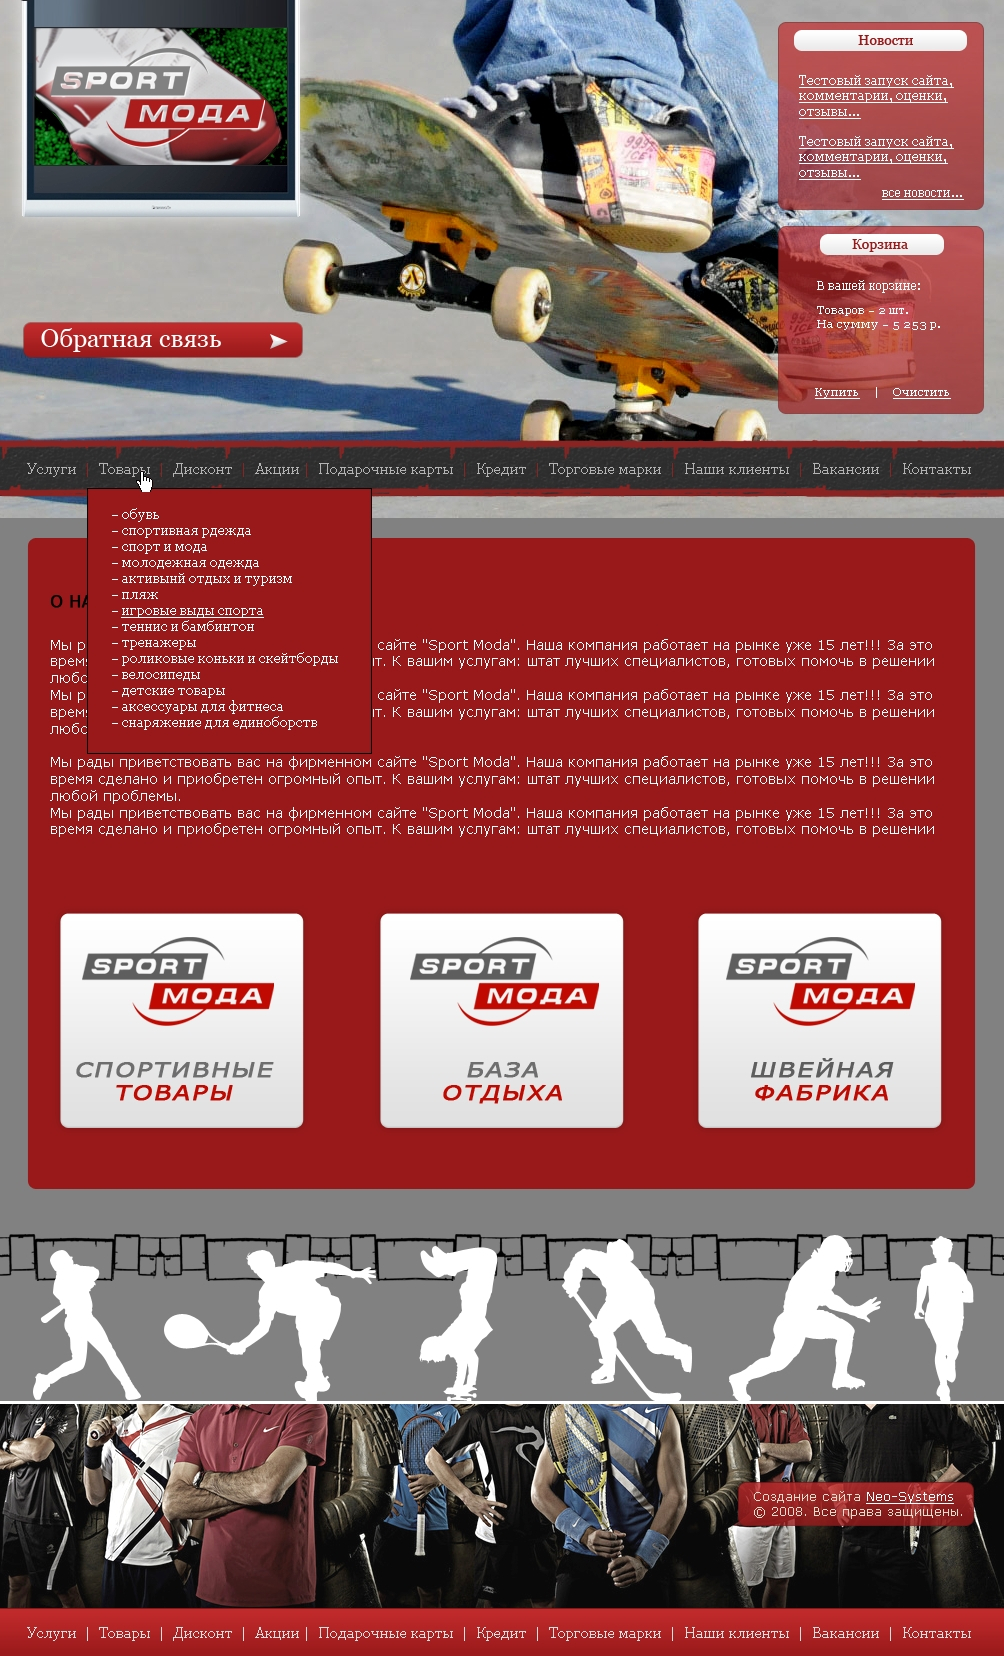 SPORT
МОДА
Новости
Тестовый запуск сайта,
комментарии, оценки,
отзывы...
Тестовый запуск сайта,
комментарии, оценки,
отзывы...
все новости...
Корзина
В вашей корзине:
Товаров – 2 шт.
На сумму – 5 253 р.
Купить | Очистить
Обратная связь
Услуги | Товары | Дисконт | Акции | Подарочные карты | Кредит | Торговые марки | Наши клиенты | Вакансии | Контакты
– обувь
– спортивная рдежда
– спорт и мода
– молодежная одежда
– активынй отдых и туризм
– пляж
– игровые выды спорта
– теннис и бамбинтон
– тренажеры
– роликовые коньки и скейтборды
– велосипеды
– детские товары
– аксессуары для фитнеса
– снаряжение для единоборств
О НА
Мы р сайте "Sport Moda". Наша компания работает на рынке уже 15 лет!!! За это
время ыт. К вашим услугам: штат лучших специалистов, готовых помочь в решении
любо
Мы р сайте "Sport Moda". Наша компания работает на рынке уже 15 лет!!! За это
время ыт. К вашим услугам: штат лучших специалистов, готовых помочь в решении
любо
Мы рады приветствовать вас на фирменном сайте "Sport Moda". Наша компания работает на рынке уже 15 лет!!! За это
время сделано и приобретен огромный опыт. К вашим услугам: штат лучших специалистов, готовых помочь в решении
любой проблемы.
Мы рады приветствовать вас на фирменном сайте "Sport Moda". Наша компания работает на рынке уже 15 лет!!! За это
время сделано и приобретен огромный опыт. К вашим услугам: штат лучших специалистов, готовых помочь в решении
SPORT
МОДА
СПОРТИВНЫЕ
ТОВАРЫ
SPORT
МОДА
БАЗА
ОТДЫХА
SPORT
МОДА
ШВЕЙНАЯ
ФАБРИКА
Создание сайта Neo-Systems
© 2008. Все права защищены.
Услуги | Товары | Дисконт | Акции | Подарочные карты | Кредит | Торговые марки | Наши клиенты | Вакансии | Контакты